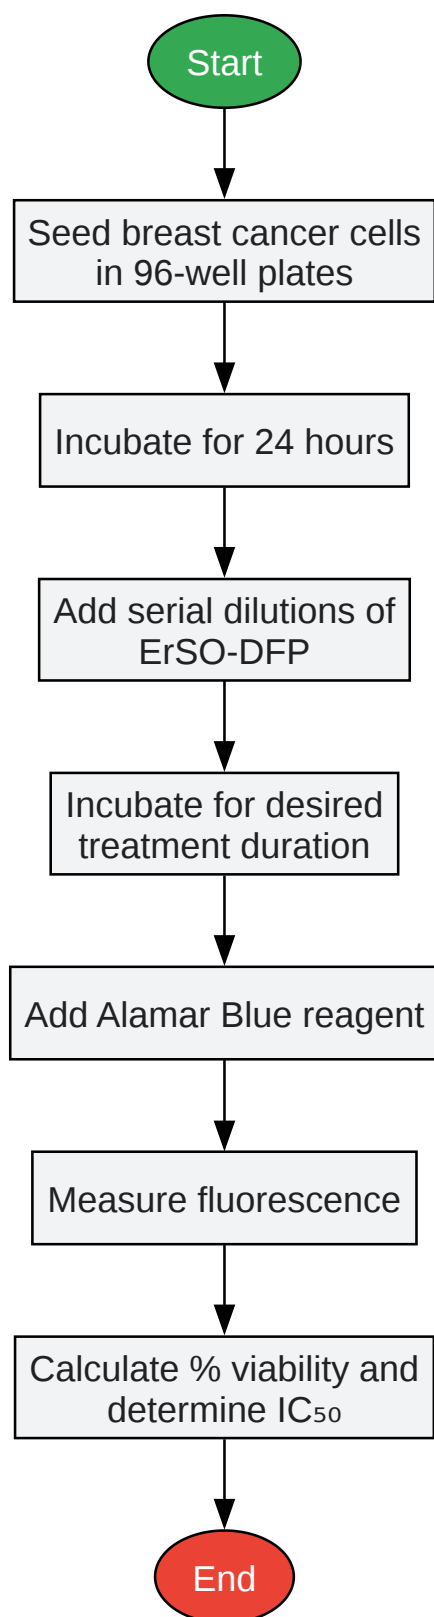 Start
Seed breast cancer cells
in 96-well plates
Incubate for 24 hours
Add serial dilutions of
ErSO-DFP
Incubate for desired
treatment duration
Add Alamar Blue reagent
Measure fluorescence
Calculate % viability and
determine IC₅₀
End